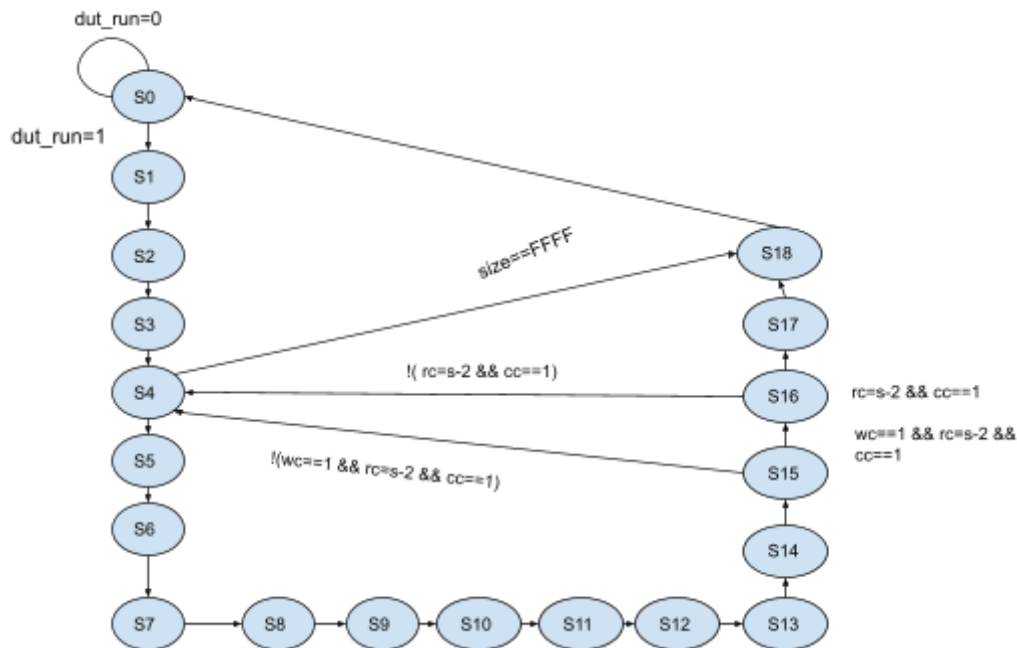 dut_run=0
S0
dut_run=1
S1
S2
size==FFFF
S18
S3
S17
!( rc=s-2 && cc==1)
S4
S16
rc=s-2 && cc==1
wc==1 && rc=s-2 &&
cc==1
S5
!(wc==1 && rc=s-2 && cc==1)
S15
S6
S14
S7
S8
S9
S10
S11
S12
S13